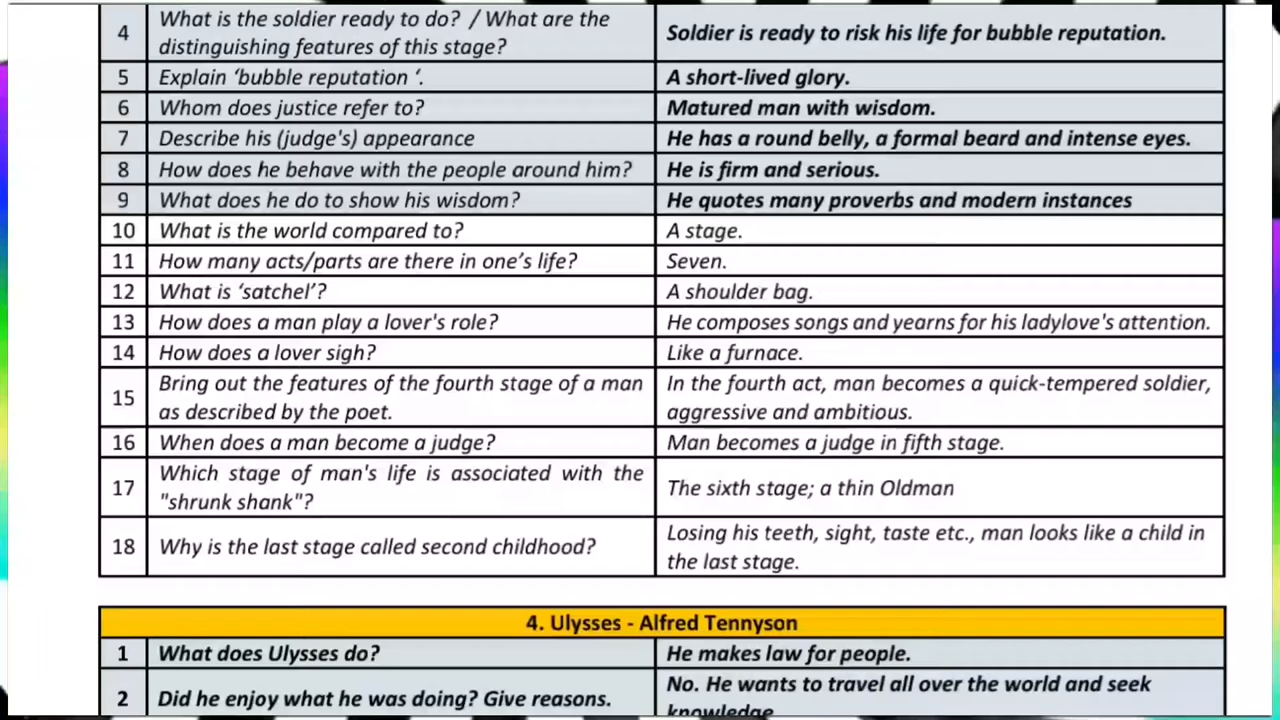 4 What is the soldier ready to do? / What are the
distinguishing features of this stage? Soldier is ready to risk his life for bubble reputation.
5 Explain ‘bubble reputation ‘. A short-lived glory.
6 Whom does justice refer to? Matured man with wisdom.
7 Describe his (judge's) appearance He has a round belly, a formal beard and intense eyes.
8 How does he behave with the people around him? He is firm and serious.
9 What does he do to show his wisdom? He quotes many proverbs and modern instances
10 What is the world compared to? A stage.
11 How many acts/parts are there in one’s life? Seven.
12 What is ‘satchel’? A shoulder bag.
13 How does a man play a lover's role? He composes songs and yearns for his ladylove's attention.
14 How does a lover sigh? Like a furnace.
15 Bring out the features of the fourth stage of a man
as described by the poet. In the fourth act, man becomes a quick-tempered soldier,
aggressive and ambitious.
16 When does a man become a judge? Man becomes a judge in fifth stage.
17 Which stage of man's life is associated with the
"shrunk shank"? The sixth stage; a thin Oldman
18 Why is the last stage called second childhood? Losing his teeth, sight, taste etc., man looks like a child in
the last stage.
4. Ulysses - Alfred Tennyson
1 What does Ulysses do? He makes law for people.
2 Did he enjoy what he was doing? Give reasons. No. He wants to travel all over the world and seek
knowledge